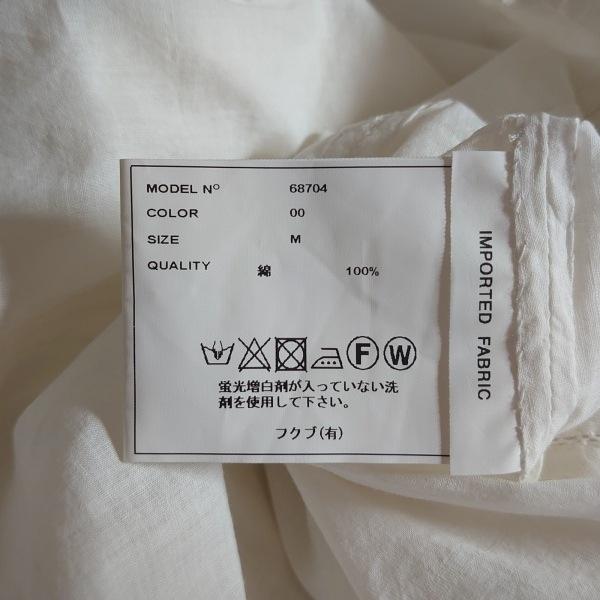 MODEL Nº 68704
COLOR 00
SIZE M
QUALITY 綿 100%
F W
蛍光増白剤が入っていない洗
剤を使用して下さい。
フクブ(有)
IMPORTED FABRIC